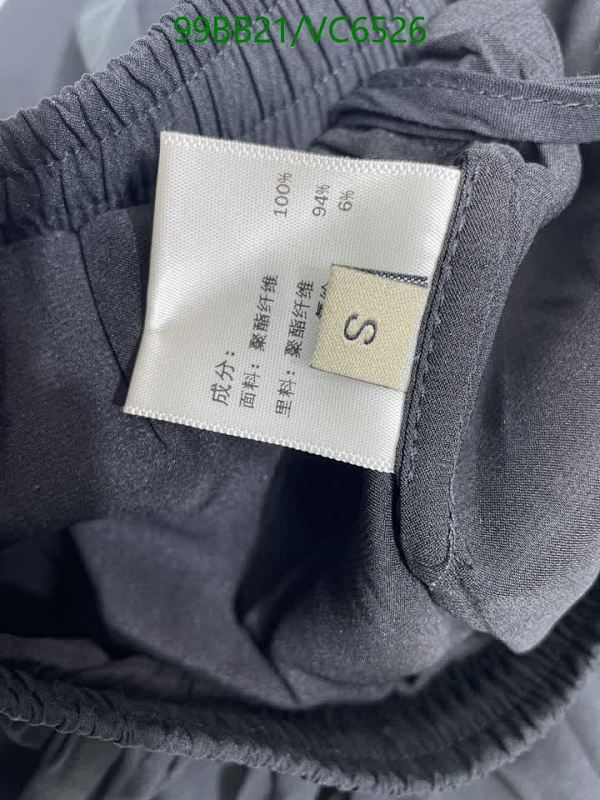 99BB21/VC6526
成分：
面料：聚酯纤维 100%
里料：聚酯纤维 94%
6%
S